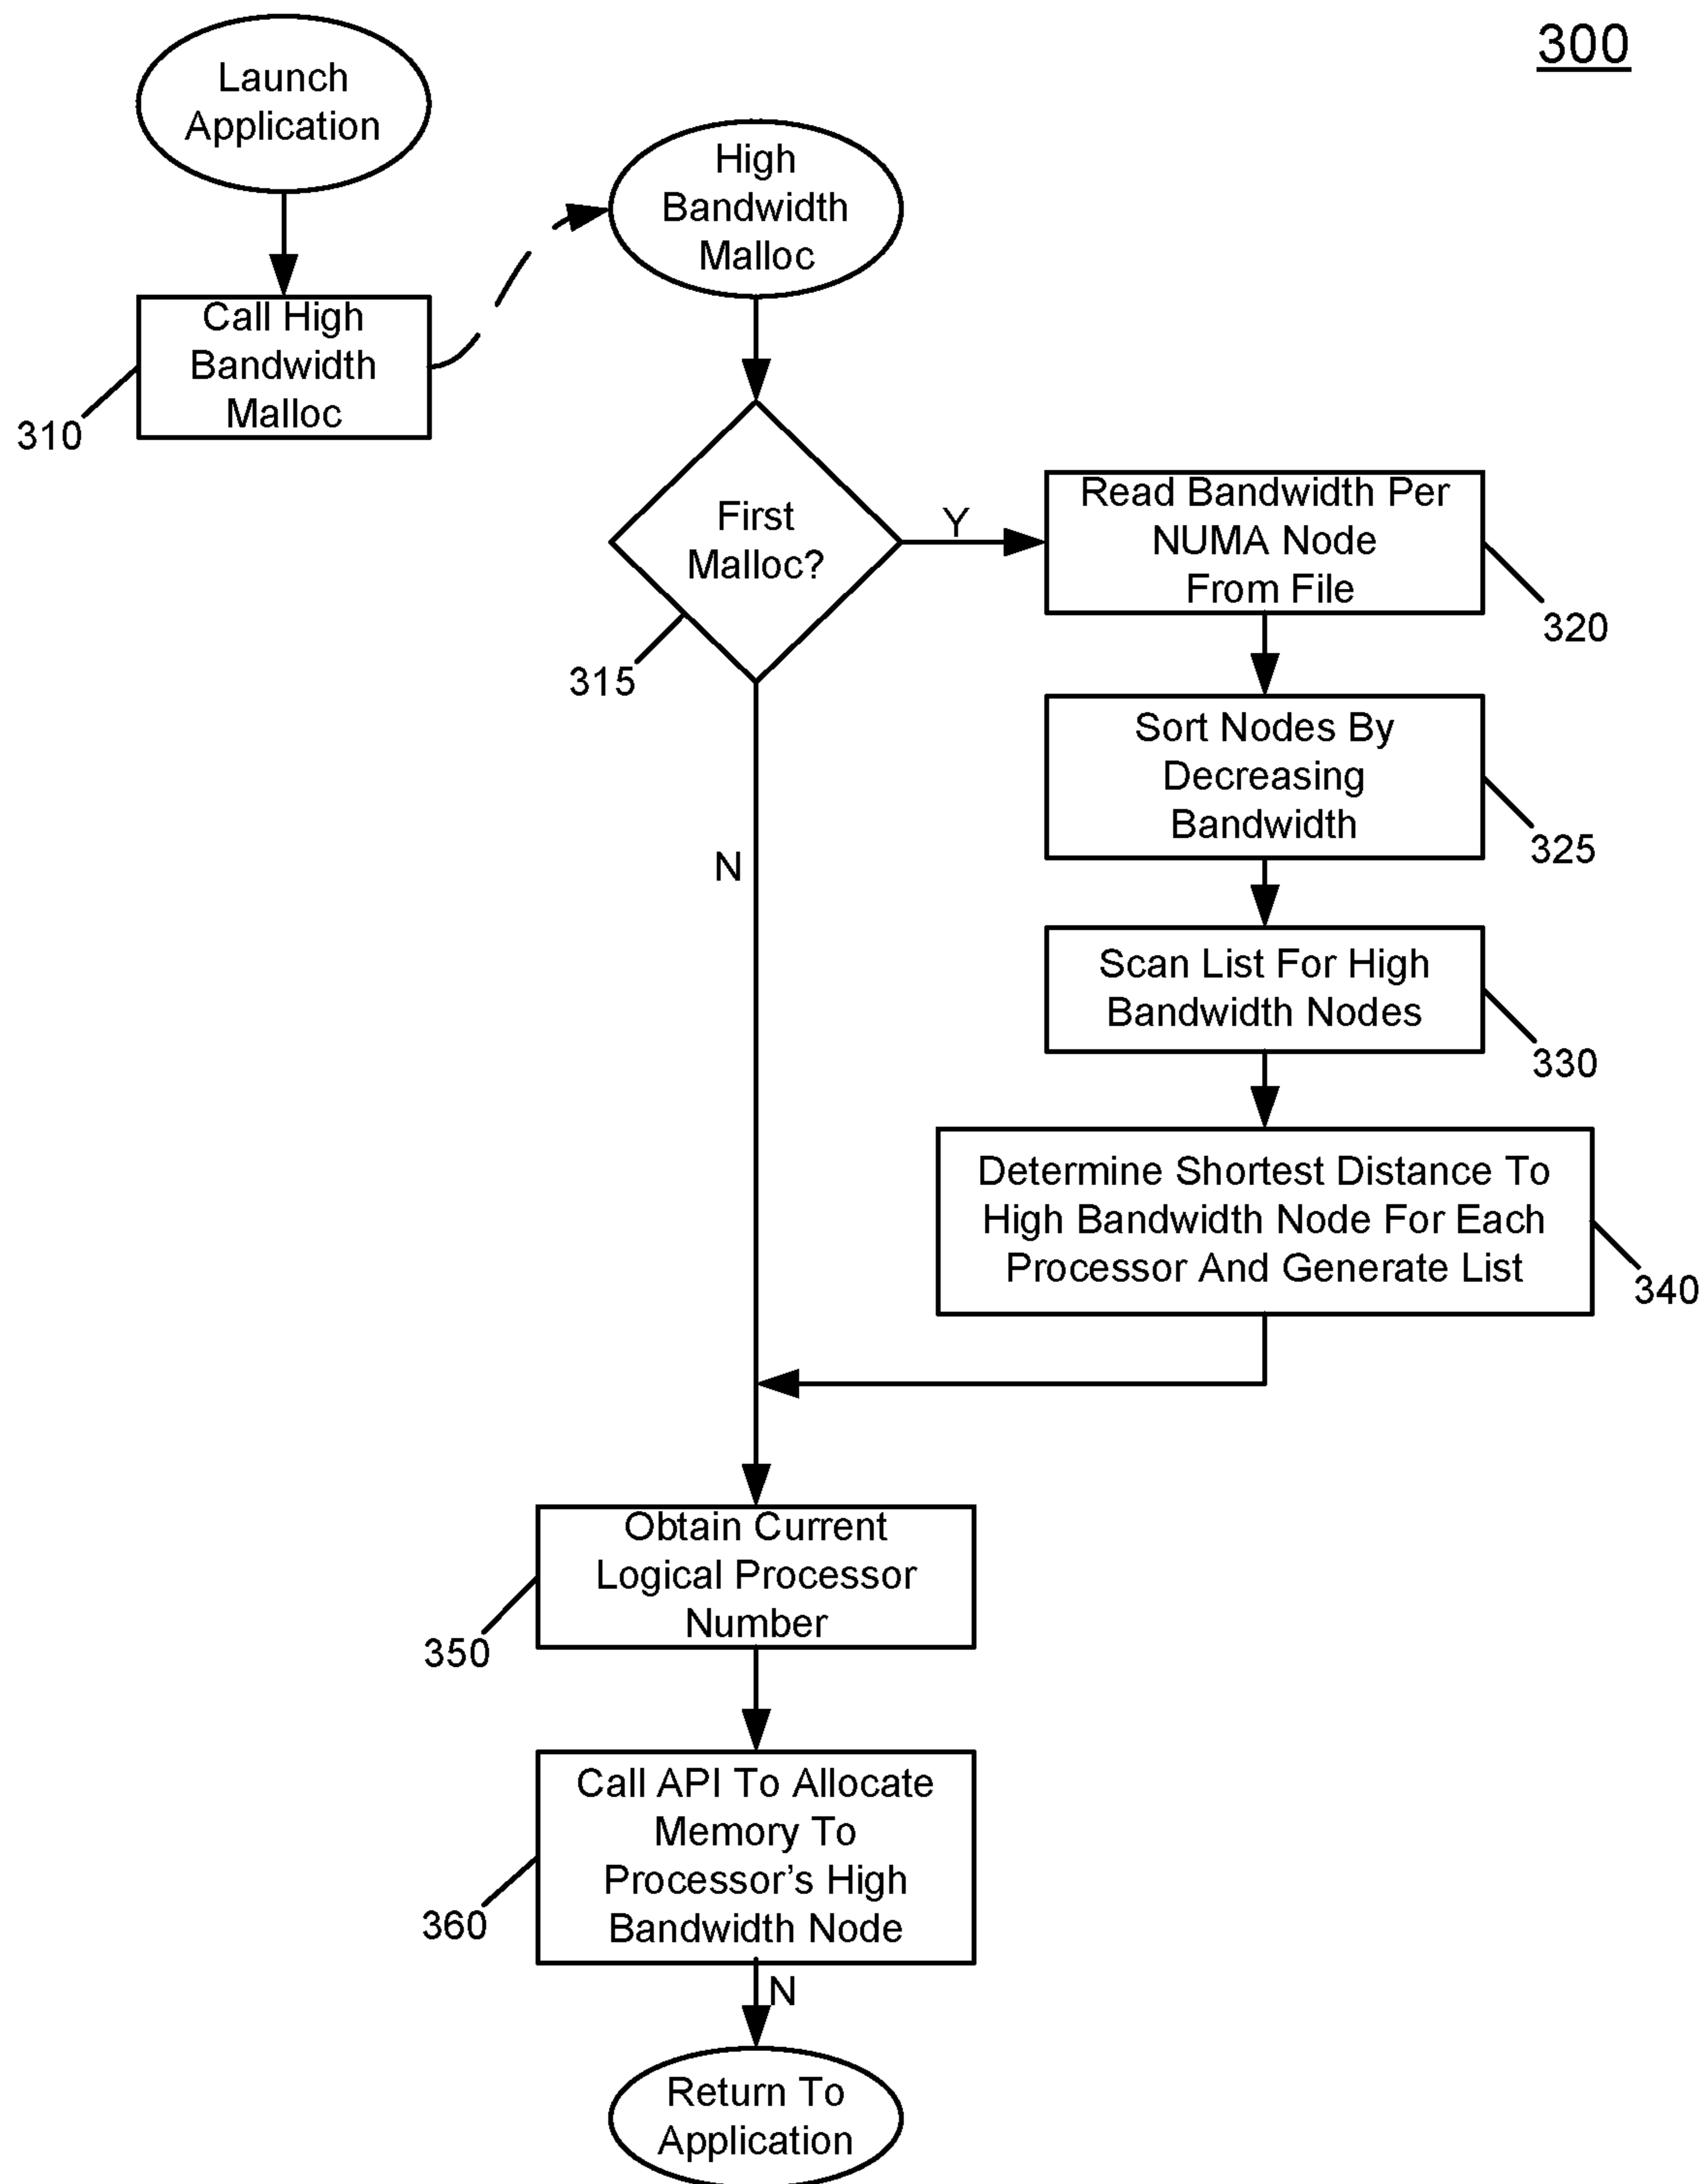 300
Launch
Application
High
Bandwidth
Malloc
Call High
Bandwidth
Malloc
310
First
Malloc?
315
Y
Read Bandwidth Per
NUMA Node
From File
320
Sort Nodes By
Decreasing
Bandwidth
325
N
Scan List For High
Bandwidth Nodes
330
Determine Shortest Distance To
High Bandwidth Node For Each
Processor And Generate List
340
Obtain Current
Logical Processor
Number
350
Call API To Allocate
Memory To
Processor’s High
Bandwidth Node
360
N
Return To
Application